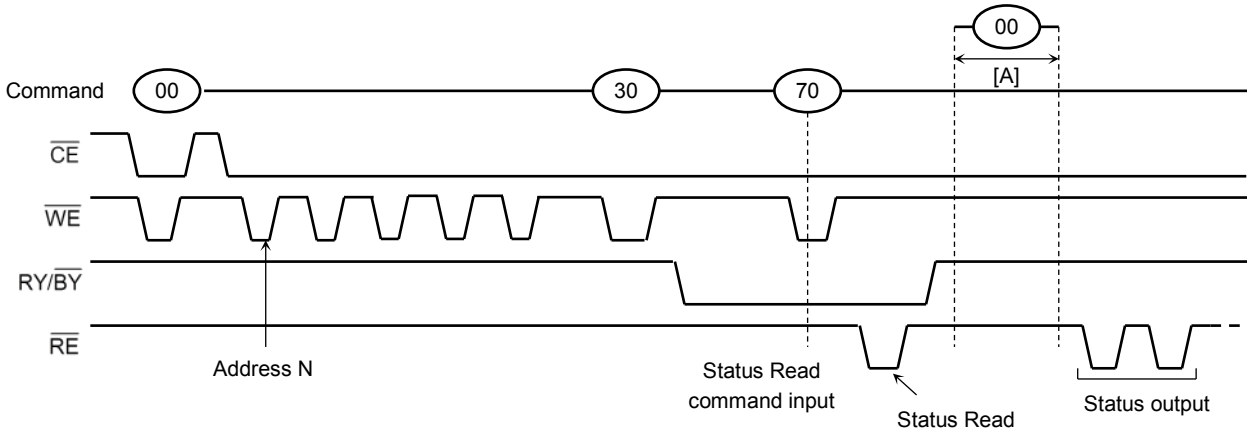 00
[A]
Command
00
30
70
CE
WE
RY/BY
RE
Address N
Status Read
command input
Status Read
Status output